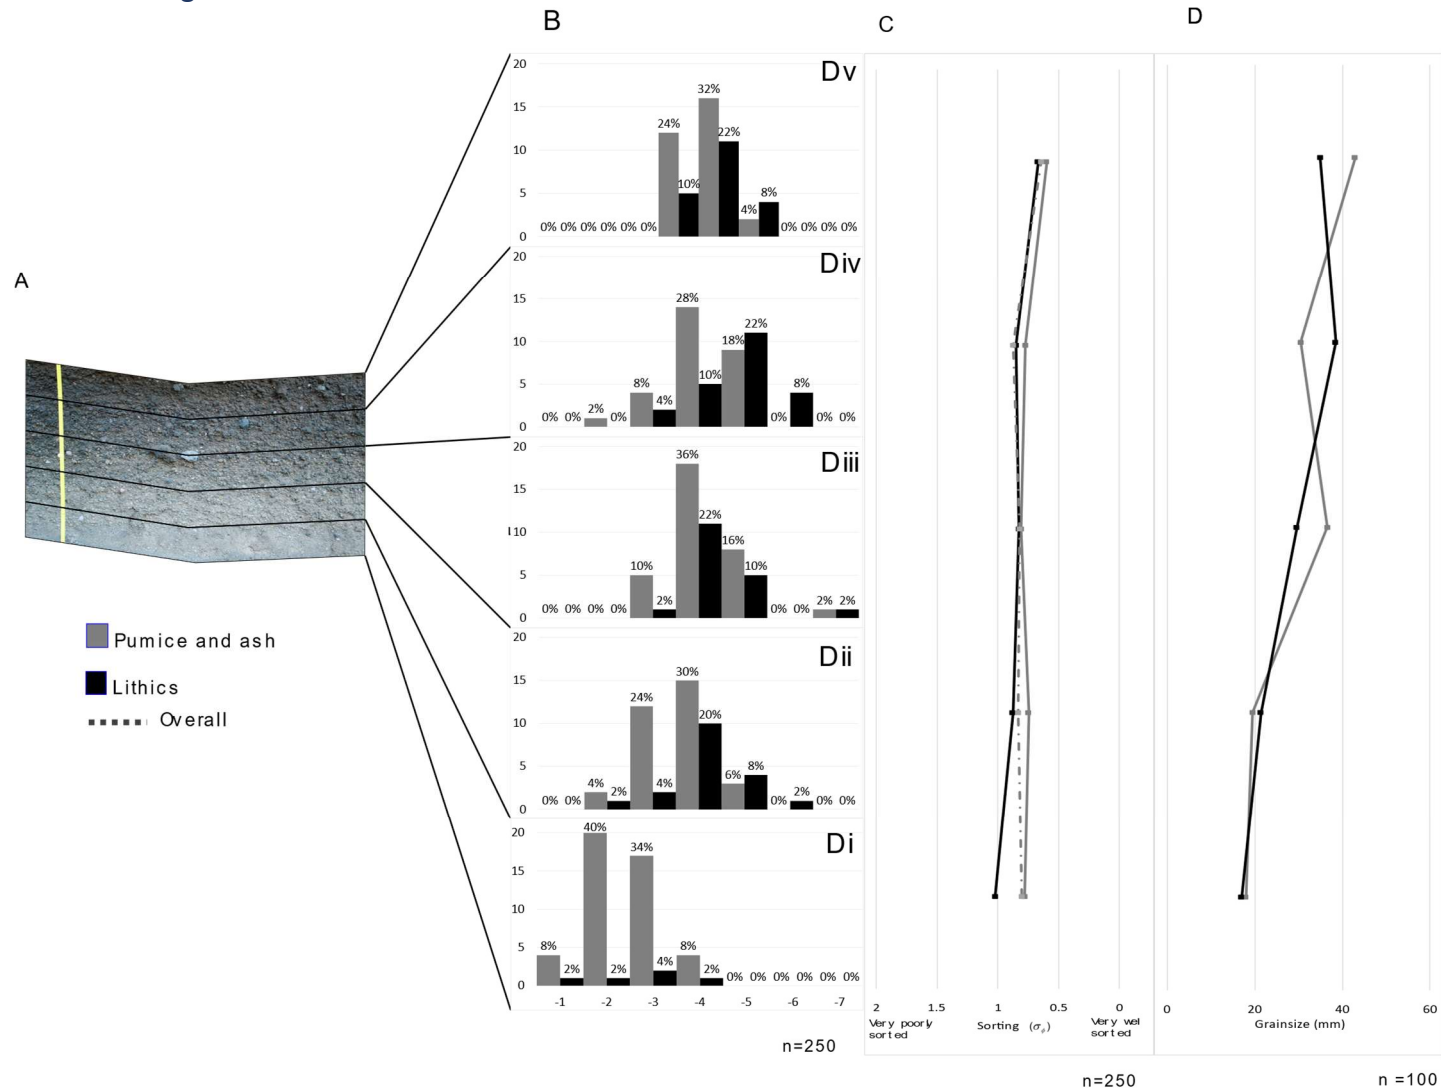 B
C
D
A
20
15
10
5
0
Dv
24%
10%
32%
22%
4%
8%
0% 0% 0% 0% 0% 0%
0% 0% 0% 0%
20
15
10
5
0
Div
0% 0%
2%
0%
8%
4%
28%
10%
18%
22%
0%
8%
0% 0%
20
15
10
5
0
Diii
0% 0% 0% 0%
10%
2%
36%
22%
16%
10%
0% 0%
2% 2%
20
15
10
5
0
Dii
0% 0%
4%
2%
24%
4%
30%
20%
6%
8%
0%
2%
0% 0%
20
15
10
5
0
Di
8%
2%
40%
2%
34%
4%
8%
2%
0% 0% 0% 0% 0% 0%
-1 -2 -3 -4 -5 -6 -7
n=250
Pumice and ash
Lithics
Overall
2 1.5 1 0.5 0
Very poorly
sorted
Sorting (σϕ)
Very wel
sorted
n=250
0 20 40 60
Grainsize (mm)
n =100